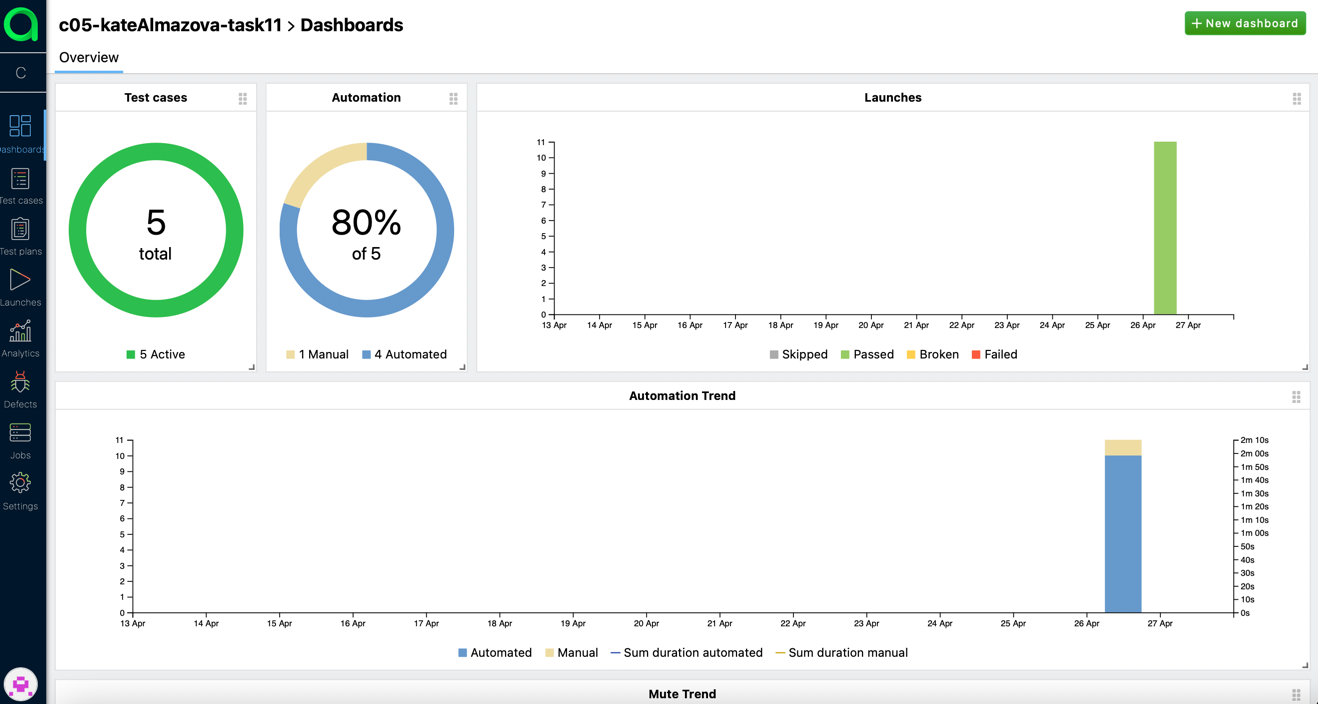 c05-kateAlmazova-task11 > Dashboards
+ New dashboard
Overview
C
Dashboards
Test cases
Test plans
Launches
Analytics
Defects
Jobs
Settings
Test cases
5
total
5 Active
Automation
80%
of 5
1 Manual 4 Automated
Launches
11
10
9
8
7
6
5
4
3
2
1
0
13 Apr 14 Apr 15 Apr 16 Apr 17 Apr 18 Apr 19 Apr 20 Apr 21 Apr 22 Apr 23 Apr 24 Apr 25 Apr 26 Apr 27 Apr
Skipped Passed Broken Failed
Automation Trend
11
10
9
8
7
6
5
4
3
2
1
0
2m 10s
2m 00s
1m 50s
1m 40s
1m 30s
1m 20s
1m 10s
1m 00s
50s
40s
30s
20s
10s
0s
13 Apr 14 Apr 15 Apr 16 Apr 17 Apr 18 Apr 19 Apr 20 Apr 21 Apr 22 Apr 23 Apr 24 Apr 25 Apr 26 Apr 27 Apr
Automated Manual Sum duration automated Sum duration manual
Mute Trend